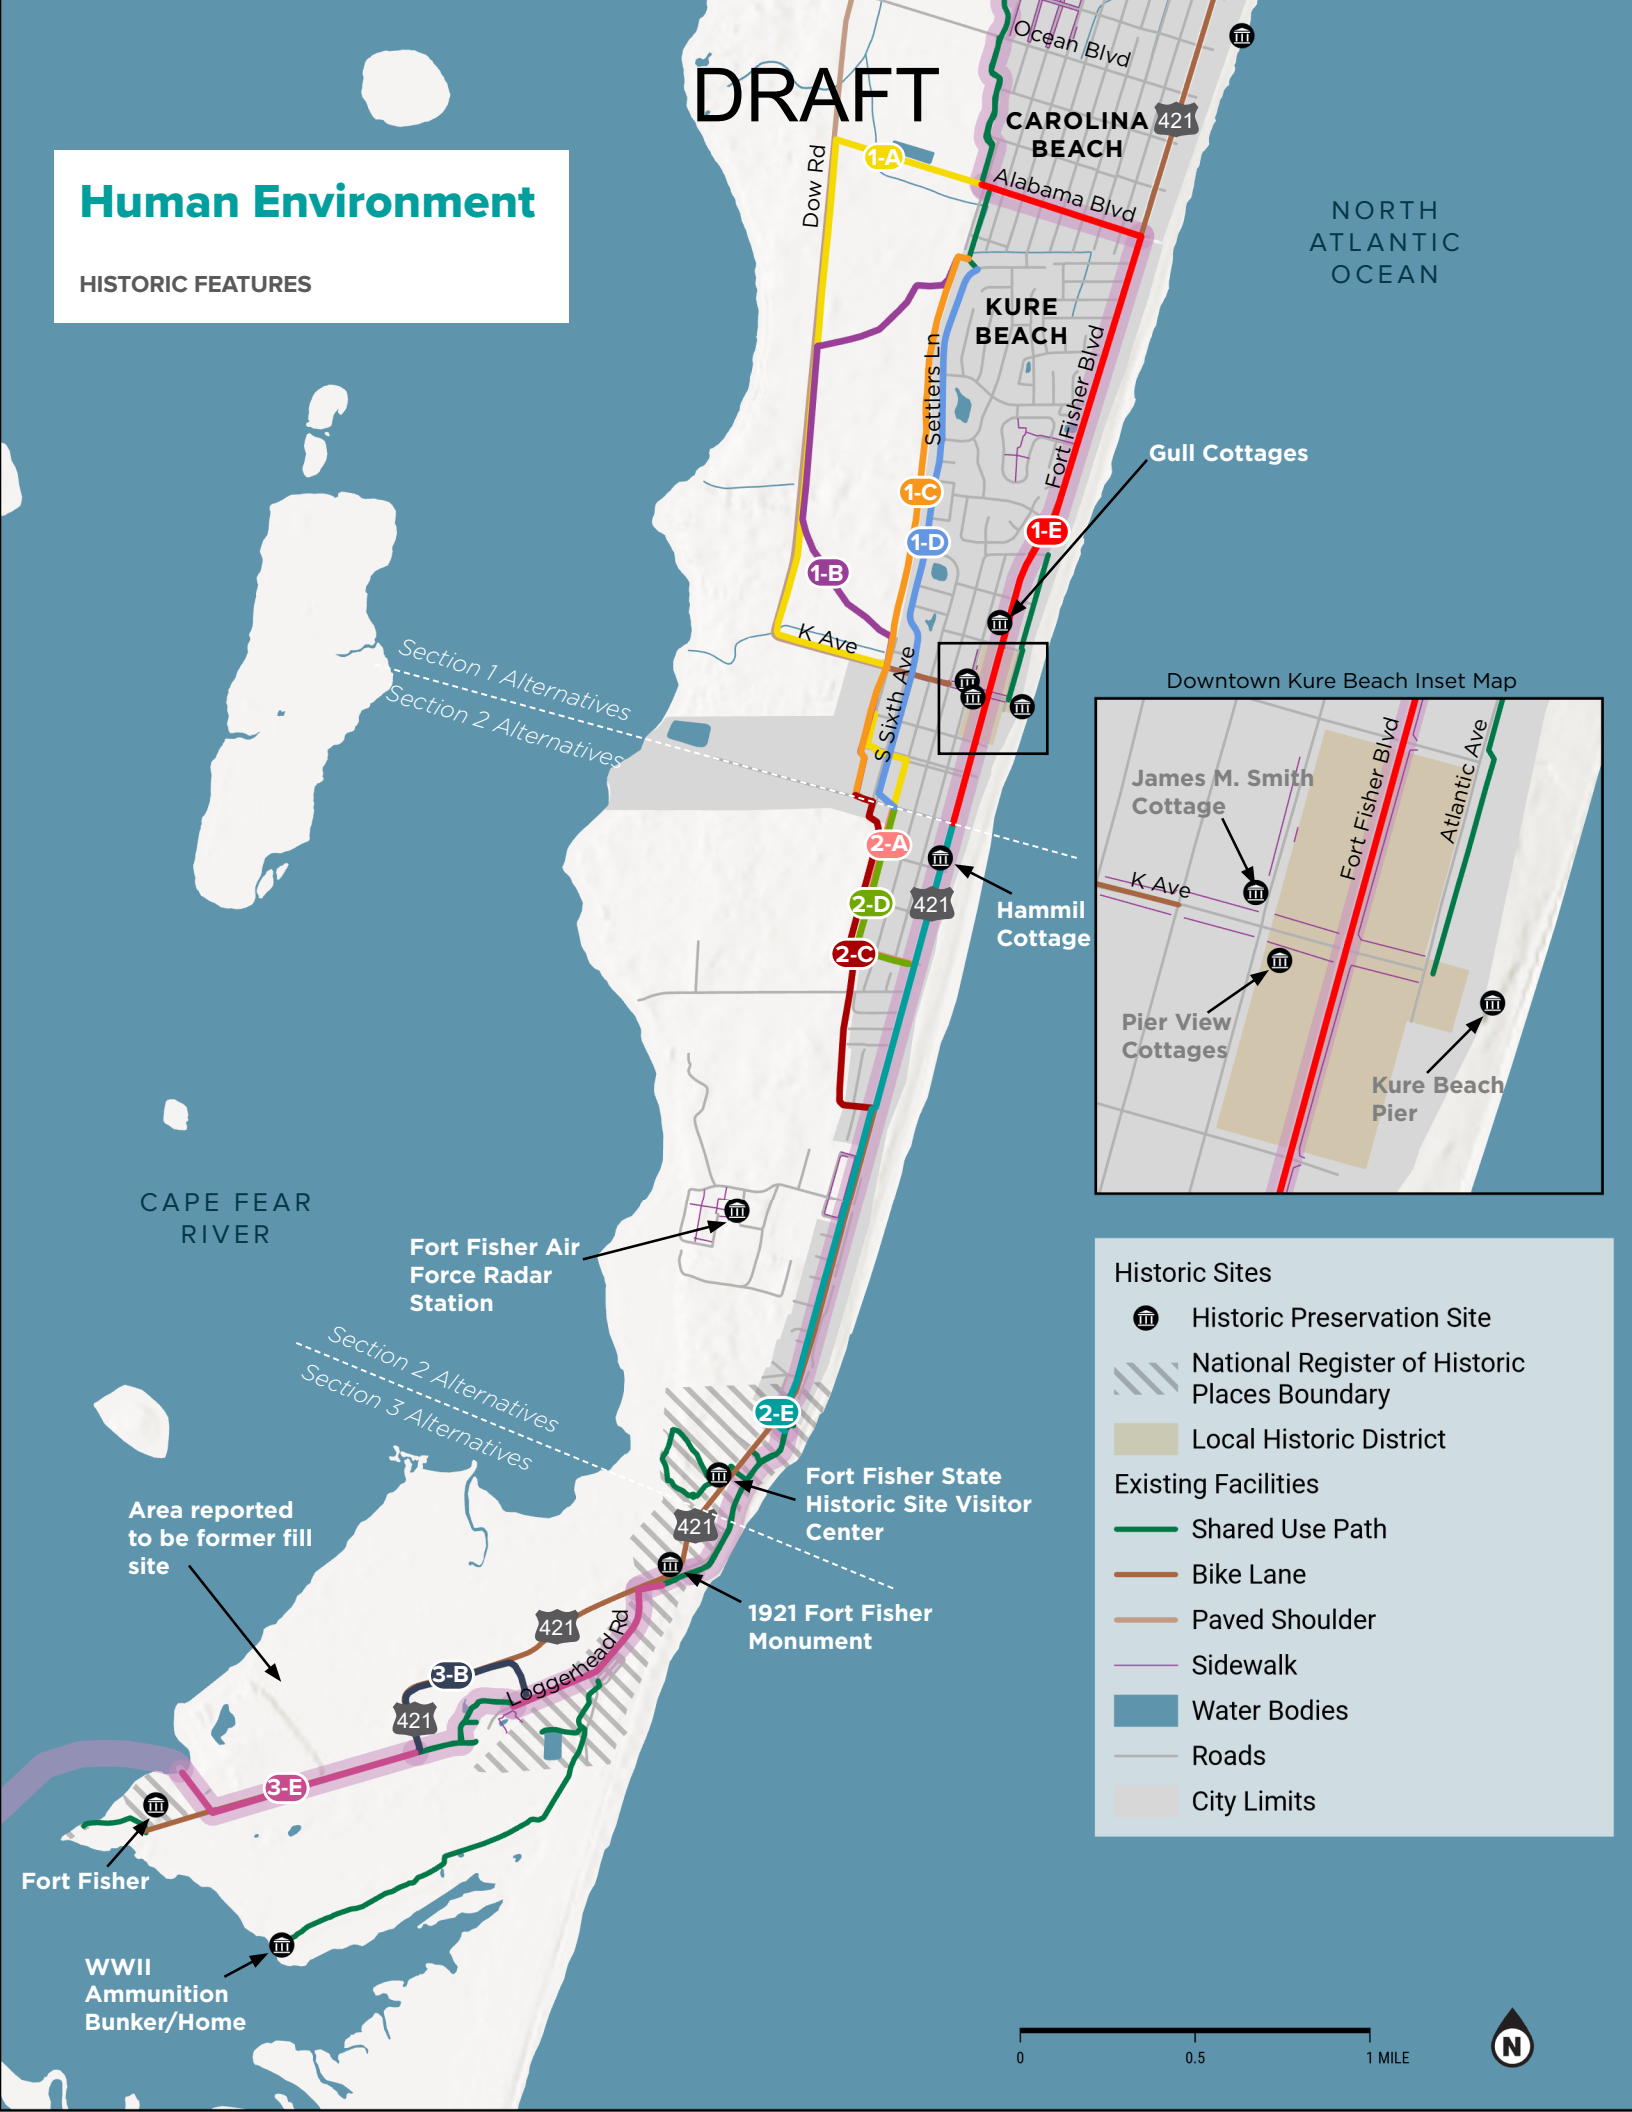 DRAFT
Human Environment
HISTORIC FEATURES
Ocean Blvd
CAROLINA
BEACH
421
Alabama Blvd
Dow Rd
1-A
NORTH
ATLANTIC
OCEAN
KURE
BEACH
Settlers Ln
Fort Fisher Blvd
Gull Cottages
1-C
1-D
1-E
1-B
K Ave
S Sixth Ave
Section 1 Alternatives
Section 2 Alternatives
Downtown Kure Beach Inset Map
James M. Smith
Cottage
Fort Fisher Blvd
Atlantic Ave
K Ave
Pier View
Cottages
Kure Beach
Pier
2-A
2-D
421
2-C
Hammil
Cottage
CAPE FEAR
RIVER
Fort Fisher Air
Force Radar
Station
Section 2 Alternatives
Section 3 Alternatives
2-E
Fort Fisher State
Historic Site Visitor
Center
421
1921 Fort Fisher
Monument
Area reported
to be former fill
site
421
Loggerhead Rd
3-B
421
3-E
Fort Fisher
WWII
Ammunition
Bunker/Home
Historic Sites
Historic Preservation Site
National Register of Historic
Places Boundary
Local Historic District
Existing Facilities
Shared Use Path
Bike Lane
Paved Shoulder
Sidewalk
Water Bodies
Roads
City Limits
0
0.5
1 MILE
N